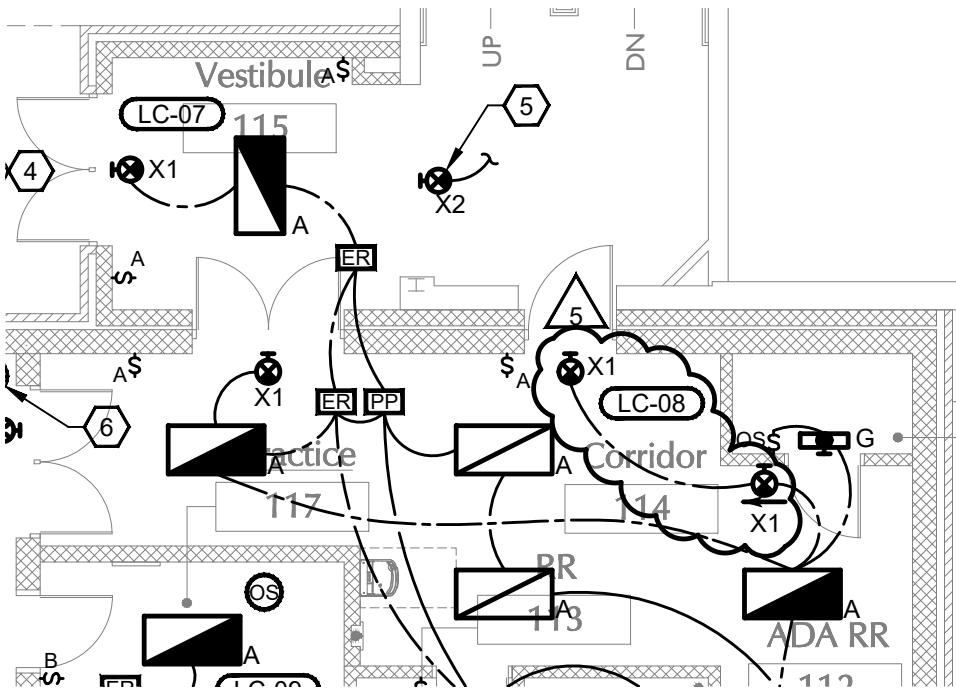 UP
DN
Vestibule
A$
LC-07
115
5
4
X1
X2
A
A
ER
5
A$
$A
X1
X1
LC-08
6
ER
PP
OS
$
G
A
actice
A
Corridor
117
114
X1
RR
OS
A
113
A
ADA RR
A
B
$
112